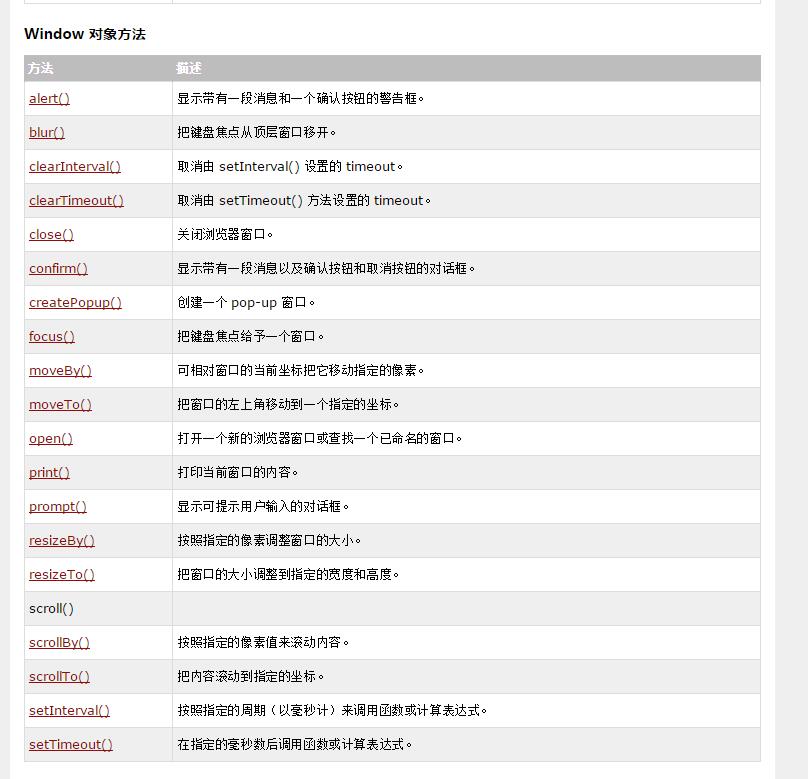 Window 对象方法
方法 描述
alert() 显示带有一段消息和一个确认按钮的警告框。
blur() 把键盘焦点从顶层窗口移开。
clearInterval() 取消由 setInterval() 设置的 timeout。
clearTimeout() 取消由 setTimeout() 方法设置的 timeout。
close() 关闭浏览器窗口。
confirm() 显示带有一段消息以及确认按钮和取消按钮的对话框。
createPopup() 创建一个 pop-up 窗口。
focus() 把键盘焦点给予一个窗口。
moveBy() 可相对窗口的当前坐标把它移动指定的像素。
moveTo() 把窗口的左上角移动到一个指定的坐标。
open() 打开一个新的浏览器窗口或查找一个已命名的窗口。
print() 打印当前窗口的内容。
prompt() 显示可提示用户输入的对话框。
resizeBy() 按照指定的像素调整窗口的大小。
resizeTo() 把窗口的大小调整到指定的宽度和高度。
scroll()
scrollBy() 按照指定的像素值来滚动内容。
scrollTo() 把内容滚动到指定的坐标。
setInterval() 按照指定的周期（以毫秒计）来调用函数或计算表达式。
setTimeout() 在指定的毫秒数后调用函数或计算表达式。